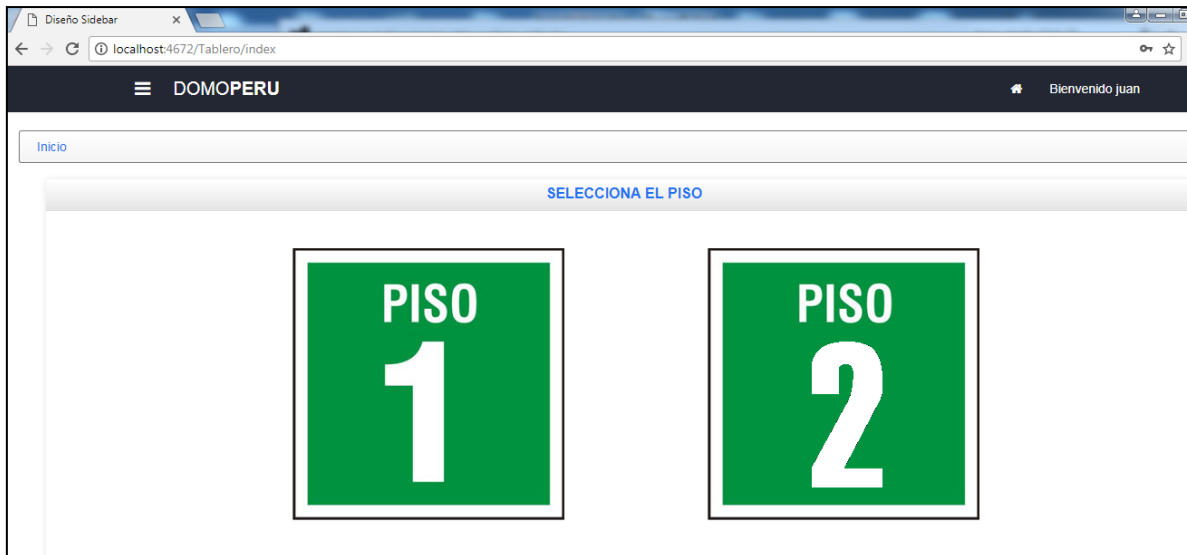 Diseño Sidebar
localhost:4672/Tablero/index
DOMOPERU
Bienvenido juan
Inicio
SELECCIONA EL PISO
PISO
1
PISO
2